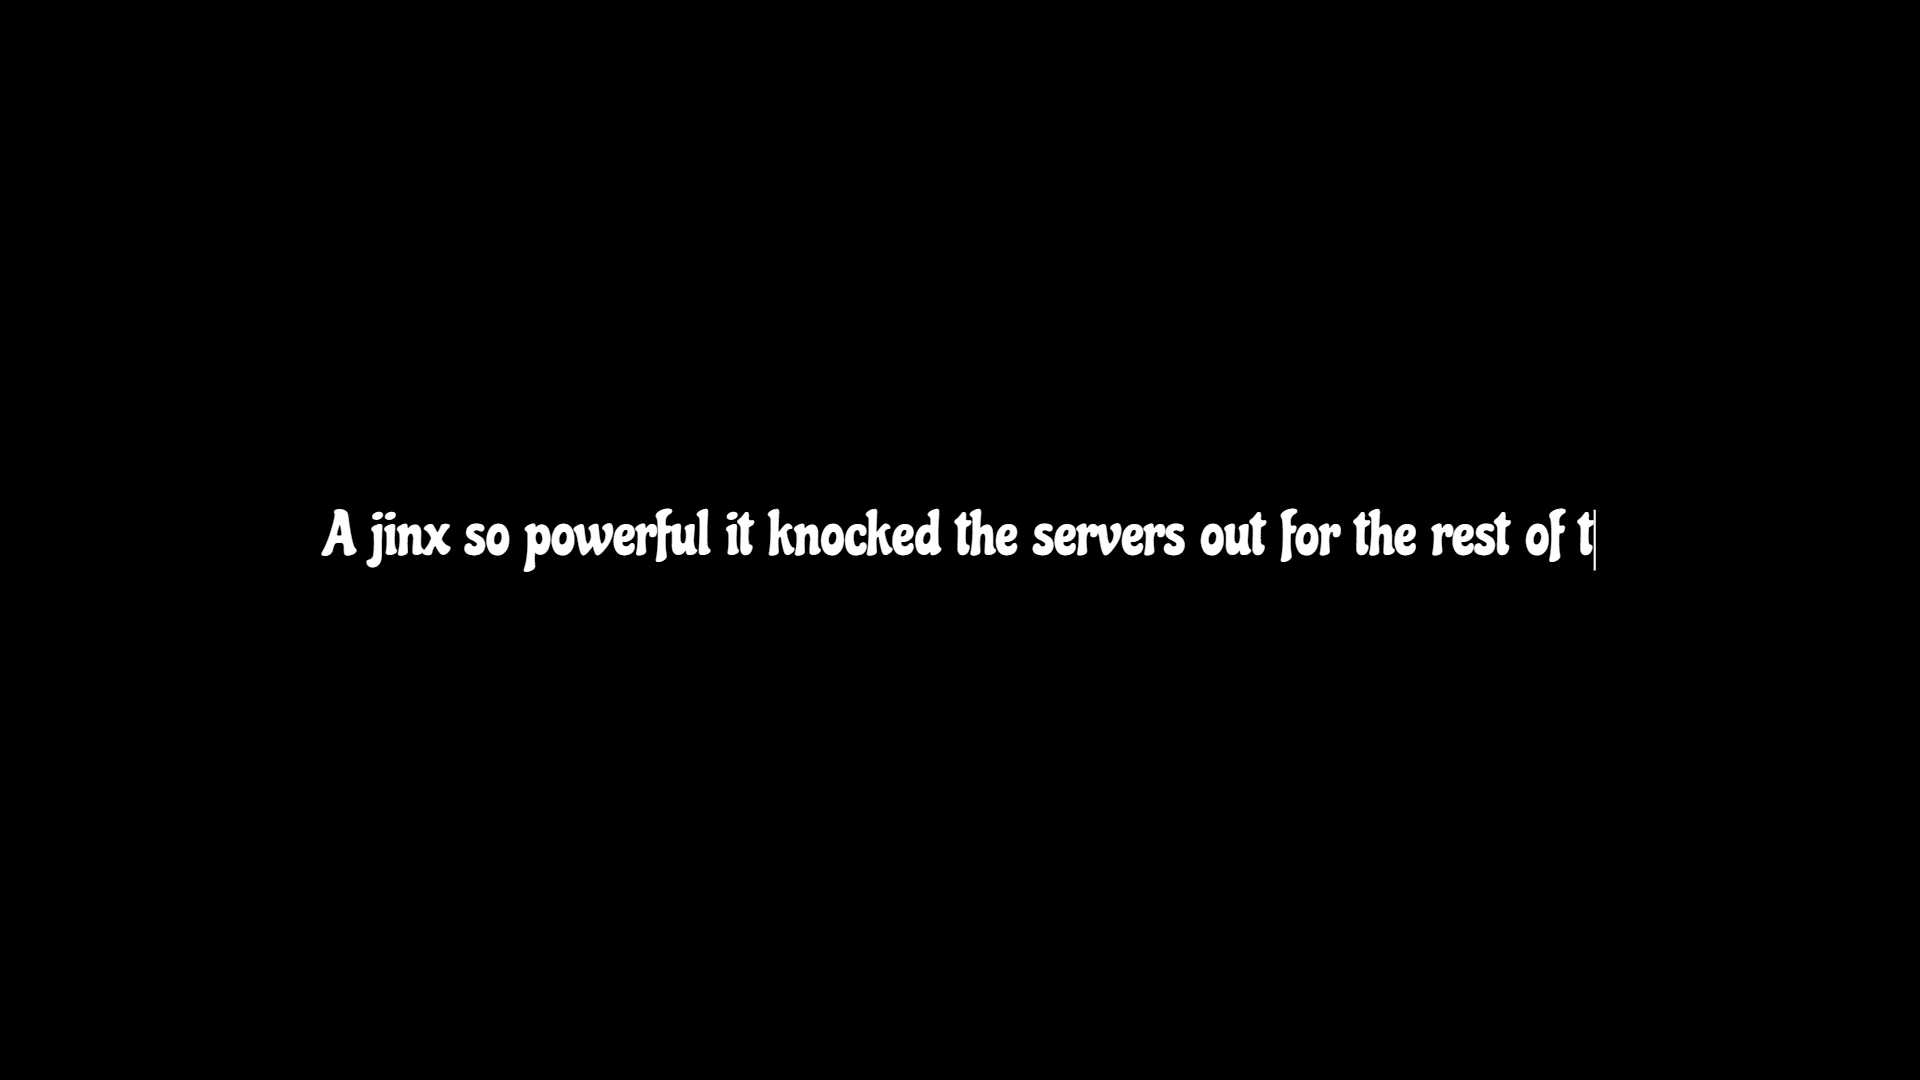 A jinx so powerful it knocked the servers out for the rest of t